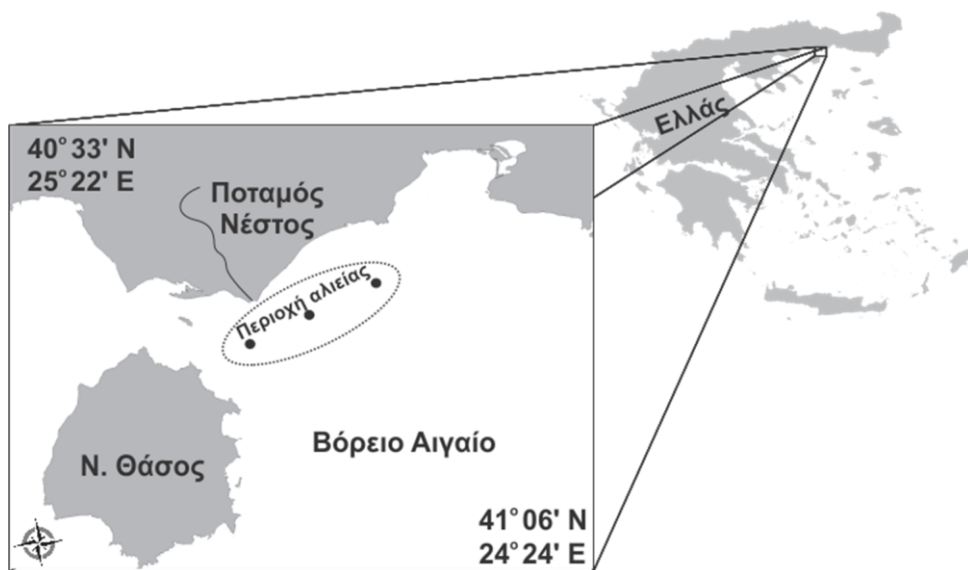 40° 33' N
25° 22' E
Ποταμός
Νέστος
Περιοχή αλιείας
Ν. Θάσος
Βόρειο Αιγαίο
41° 06' N
24° 24' E
Ελλάς